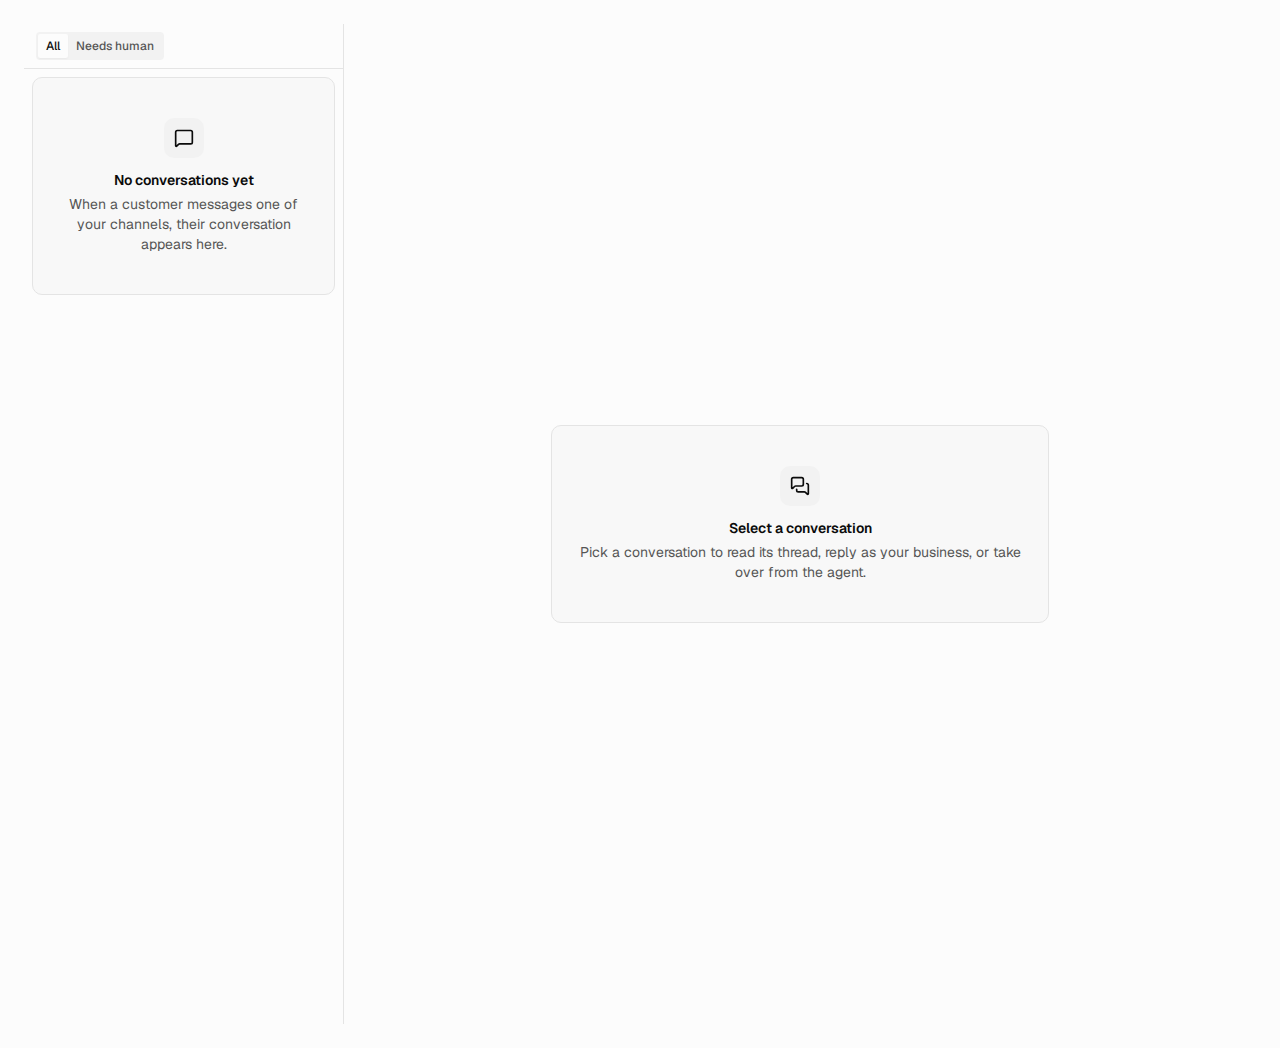 All Needs human
No conversations yet
When a customer messages one of
your channels, their conversation
appears here.
Select a conversation
Pick a conversation to read its thread, reply as your business, or take
over from the agent.